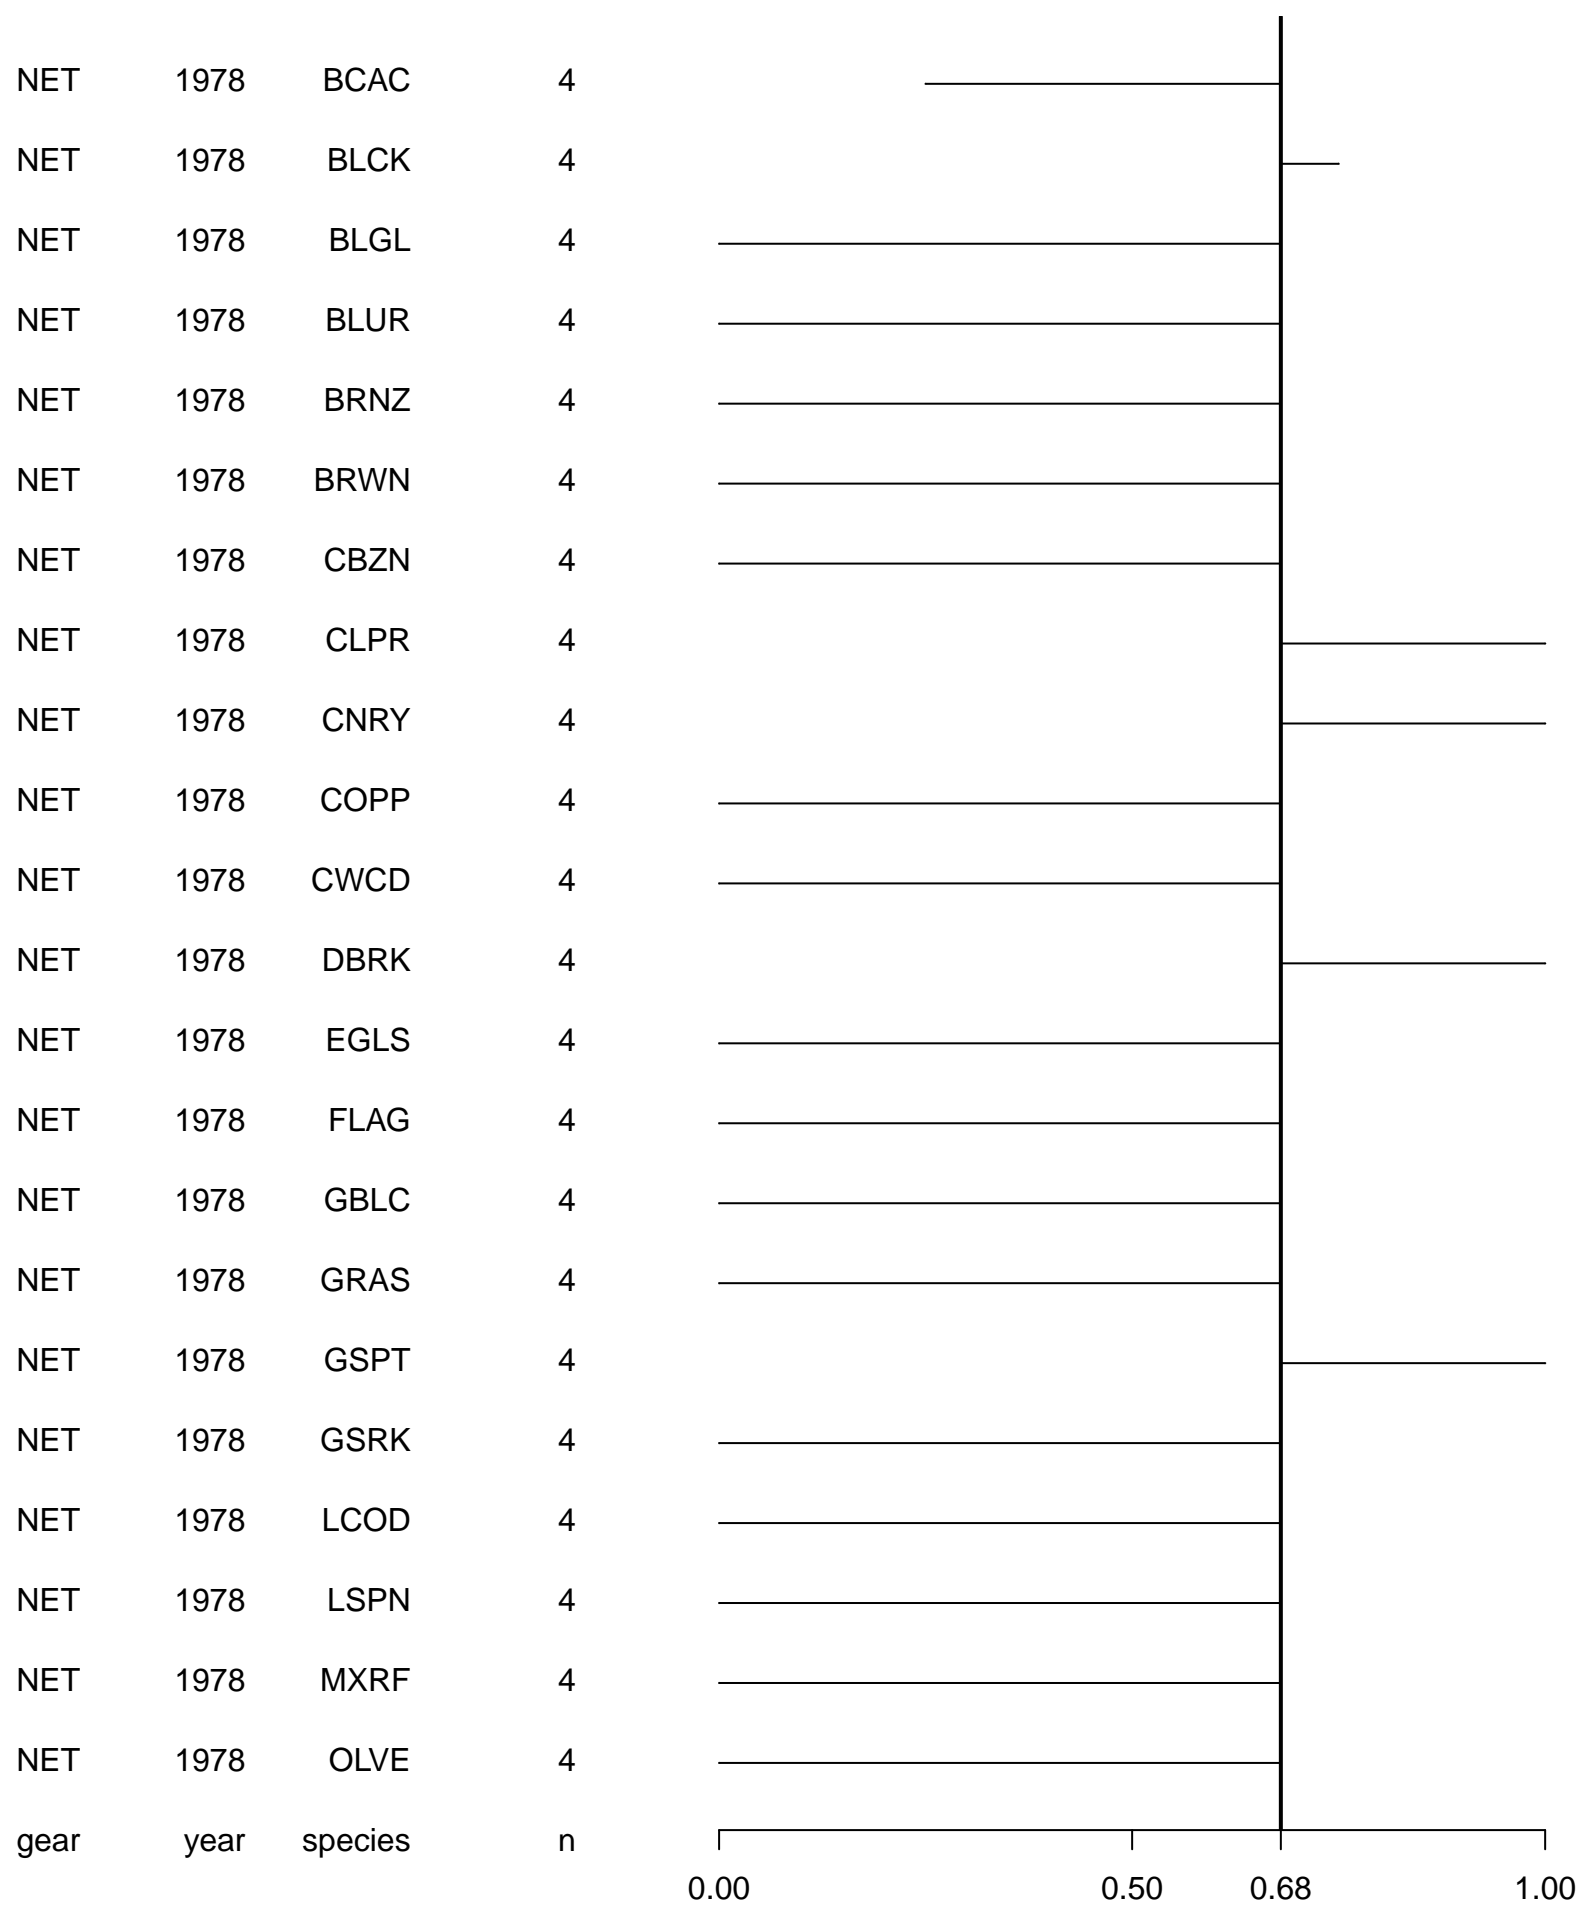 NET 1978 BCAC 4
NET 1978 BLCK 4
NET 1978 BLGL 4
NET 1978 BLUR 4
NET 1978 BRNZ 4
NET 1978 BRWN 4
NET 1978 CBZN 4
NET 1978 CLPR 4
NET 1978 CNRY 4
NET 1978 COPP 4
NET 1978 CWCD 4
NET 1978 DBRK 4
NET 1978 EGLS 4
NET 1978 FLAG 4
NET 1978 GBLC 4
NET 1978 GRAS 4
NET 1978 GSPT 4
NET 1978 GSRK 4
NET 1978 LCOD 4
NET 1978 LSPN 4
NET 1978 MXRF 4
NET 1978 OLVE 4
gear year species n
0.00 0.50 0.68 1.00